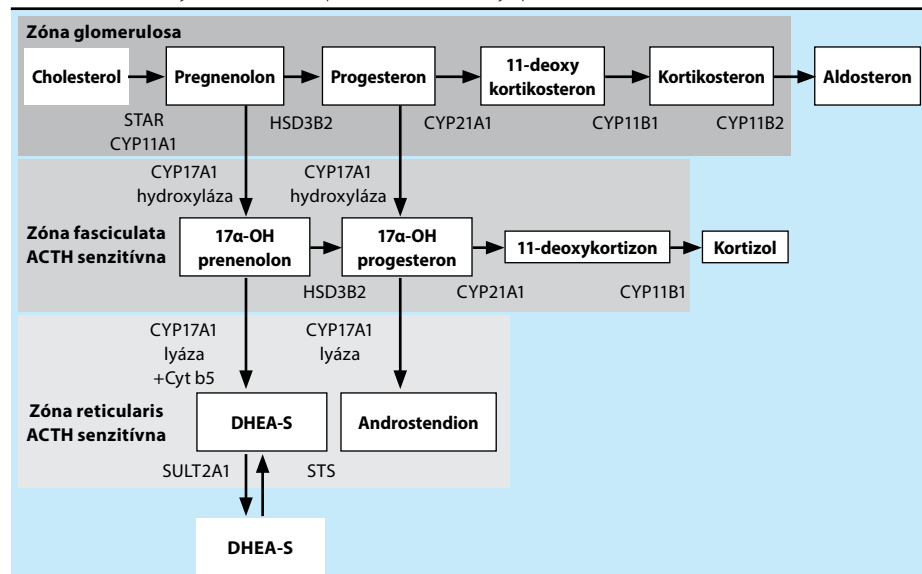 Zóna glomerulosa
Cholesterol
Pregnenolon
Progesteron
11-deoxy
kortikosteron
Kortikosteron
Aldosteron
STAR
CYP11A1
HSD3B2
CYP21A1
CYP11B1
CYP11B2
CYP17A1
hydroxyláza
CYP17A1
hydroxyláza
Zóna fasciculata
ACTH senzitívna
17α-OH
prenenolon
17α-OH
progesteron
11-deoxykortizon
Kortizol
HSD3B2
CYP21A1
CYP11B1
CYP17A1
lyáza
+Cyt b5
CYP17A1
lyáza
Zóna reticularis
ACTH senzitívna
DHEA-S
Androstendion
SULT2A1
STS
DHEA-S